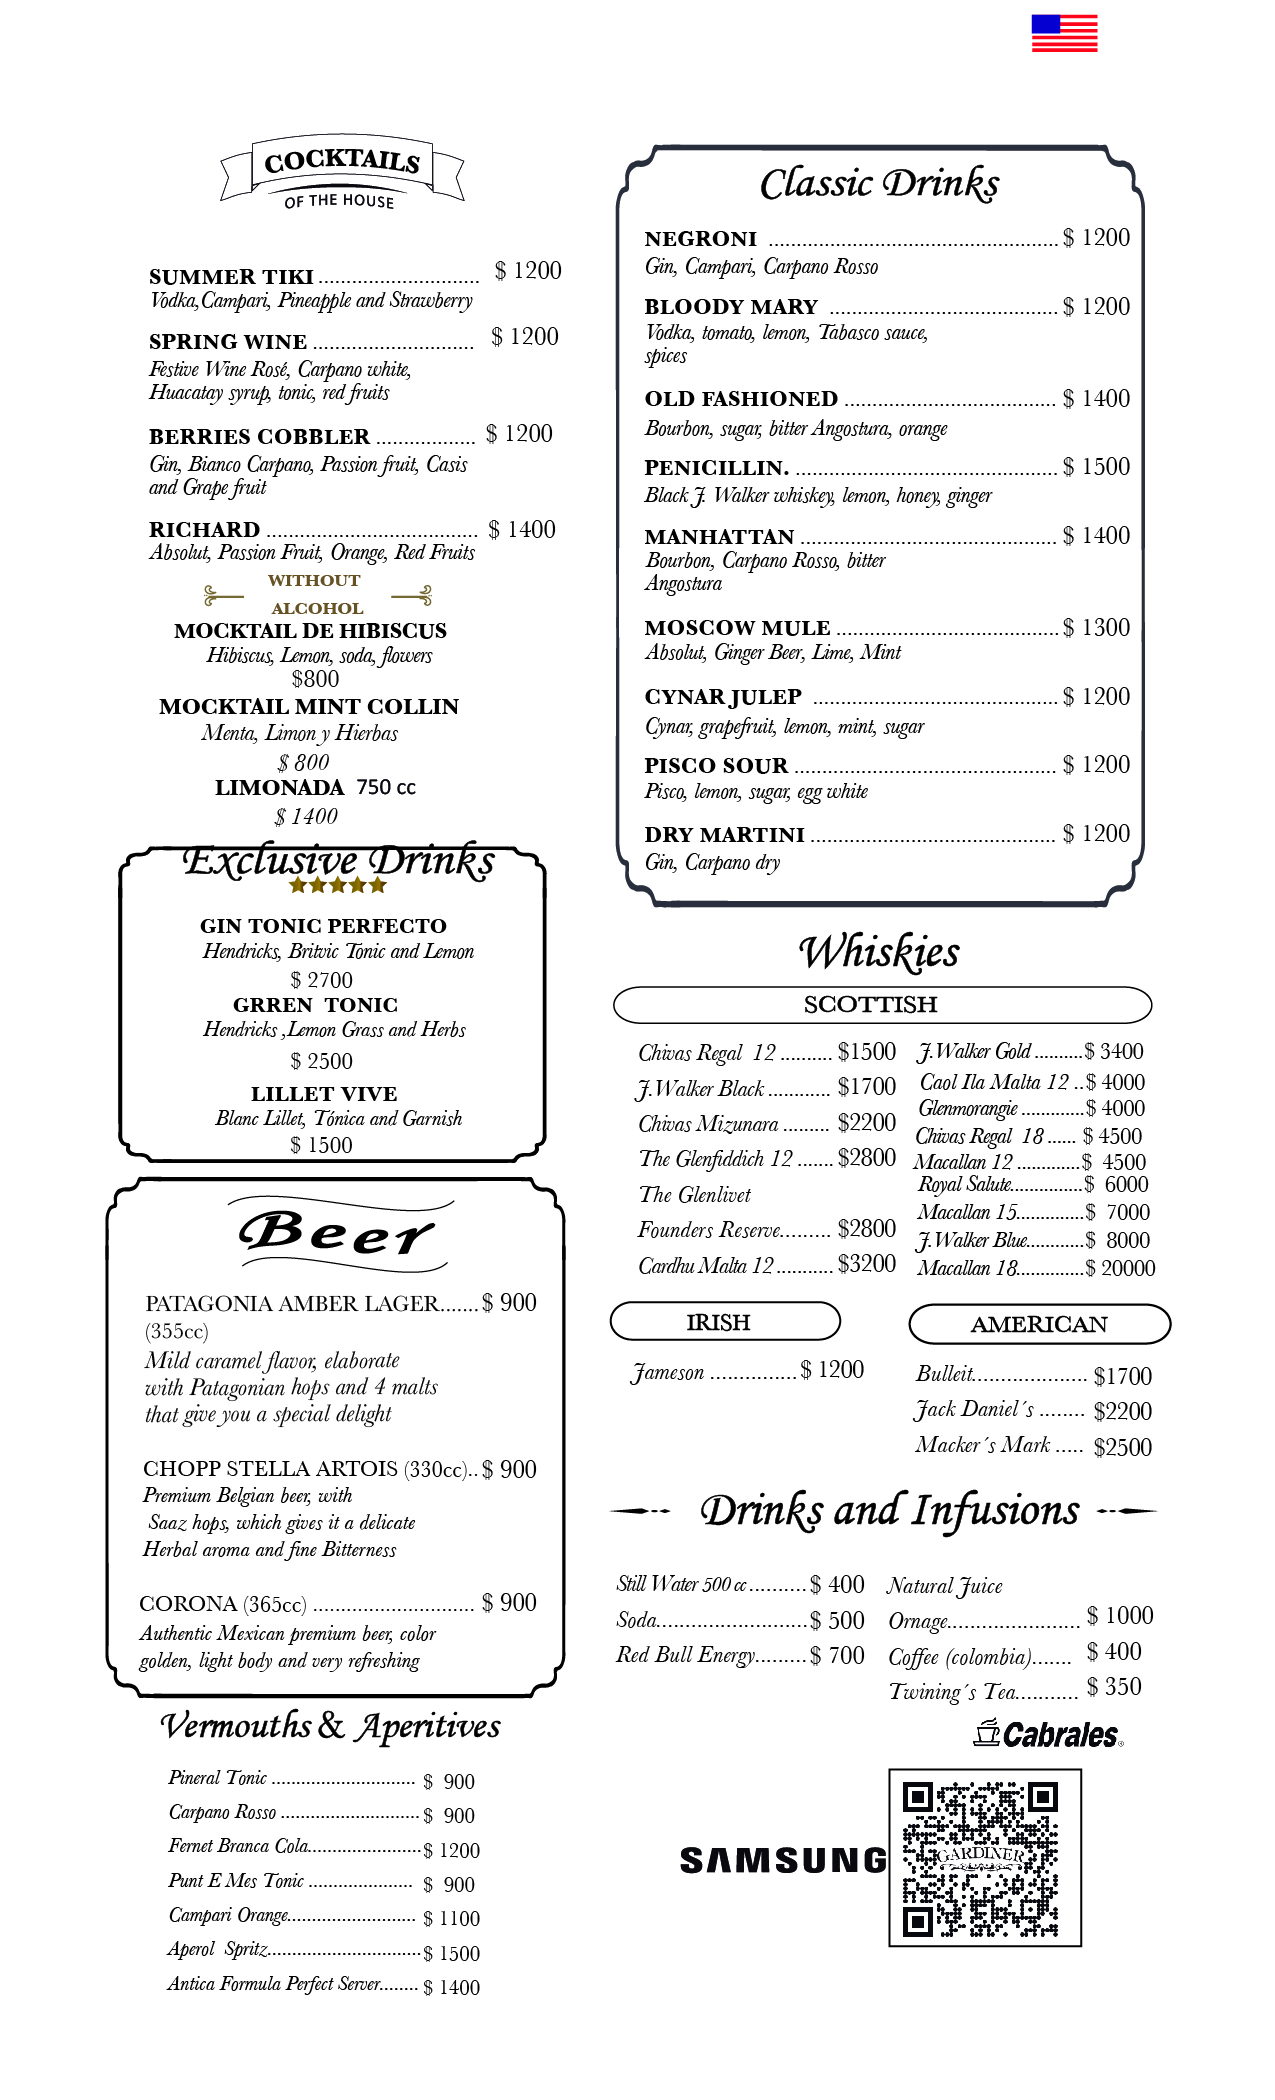 COCKTAILS
OF THE HOUSE
SUMMER TIKI ............................. $ 1200
Vodka,Campari, Pineapple and Strawberry
SPRING WINE ............................. $ 1200
Festive Wine Rosé, Carpano white,
Huacatay syrup, tonic, red fruits
BERRIES COBBLER .................. $ 1200
Gin, Bianco Carpano, Passion fruit, Casis
and Grape fruit
RICHARD ...................................... $ 1400
Absolut, Passion Fruit, Orange, Red Fruits
WITHOUT
ALCOHOL
MOCKTAIL DE HIBISCUS
Hibiscus, Lemon, soda, flowers
$800
MOCKTAIL MINT COLLIN
Menta, Limon y Hierbas
$ 800
LIMONADA 750 cc
$ 1400
Exclusive Drinks
GIN TONIC PERFECTO
Hendricks, Britvic Tonic and Lemon
$ 2700
GRREN TONIC
Hendricks ,Lemon Grass and Herbs
$ 2500
LILLET VIVE
Blanc Lillet, Tónica and Garnish
$ 1500
Beer
PATAGONIA AMBER LAGER.......$ 900
(355cc)
Mild caramel flavor, elaborate
with Patagonian hops and 4 malts
that give you a special delight
CHOPP STELLA ARTOIS (330cc)..$ 900
Premium Belgian beer, with
Saaz hops, which gives it a delicate
Herbal aroma and fine Bitterness
CORONA (365cc) ............................. $ 900
Authentic Mexican premium beer, color
golden, light body and very refreshing
Vermouths & Aperitives
Pineral Tonic ............................. $ 900
Carpano Rosso ............................ $ 900
Fernet Branca Cola.......................$ 1200
Punt E Mes Tonic ..................... $ 900
Campari Orange.......................... $ 1100
Aperol Spritz...............................$ 1500
Antica Formula Perfect Server........ $ 1400
Classic Drinks
NEGRONI .................................................... $ 1200
Gin, Campari, Carpano Rosso
BLOODY MARY ......................................... $ 1200
Vodka, tomato, lemon, Tabasco sauce,
spices
OLD FASHIONED ...................................... $ 1400
Bourbon, sugar, bitter Angostura, orange
PENICILLIN. ............................................... $ 1500
Black J. Walker whiskey, lemon, honey, ginger
MANHATTAN .............................................. $ 1400
Bourbon, Carpano Rosso, bitter
Angostura
MOSCOW MULE ........................................ $ 1300
Absolut, Ginger Beer, Lime, Mint
CYNAR JULEP ............................................ $ 1200
Cynar, grapefruit, lemon, mint, sugar
PISCO SOUR ............................................... $ 1200
Pisco, lemon, sugar, egg white
DRY MARTINI ............................................ $ 1200
Gin, Carpano dry
Whiskies
SCOTTISH
Chivas Regal 12 .......... $1500
J.Walker Black ............ $1700
Chivas Mizunara ......... $2200
The Glenfiddich 12 ....... $2800
The Glenlivet
Founders Reserve......... $2800
Cardhu Malta 12 ........... $3200
J.Walker Gold ..........$ 3400
Caol Ila Malta 12 ..$ 4000
Glenmorangie .............$ 4000
Chivas Regal 18 ...... $ 4500
Macallan 12 .............$ 4500
Royal Salute...............$ 6000
Macallan 15..............$ 7000
J.Walker Blue............$ 8000
Macallan 18..............$ 20000
IRISH
Jameson ...............$ 1200
AMERICAN
Bulleit..................... $1700
Jack Daniel´s ........ $2200
Macker´s Mark ..... $2500
Drinks and Infusions
Still Water 500 cc ..........$ 400
Soda...........................$ 500
Red Bull Energy.........$ 700
Natural Juice
Ornage....................... $ 1000
Coffee (colombia)....... $ 400
Twining´s Tea........... $ 350
Cabrales®
SAMSUNG
GARDINER